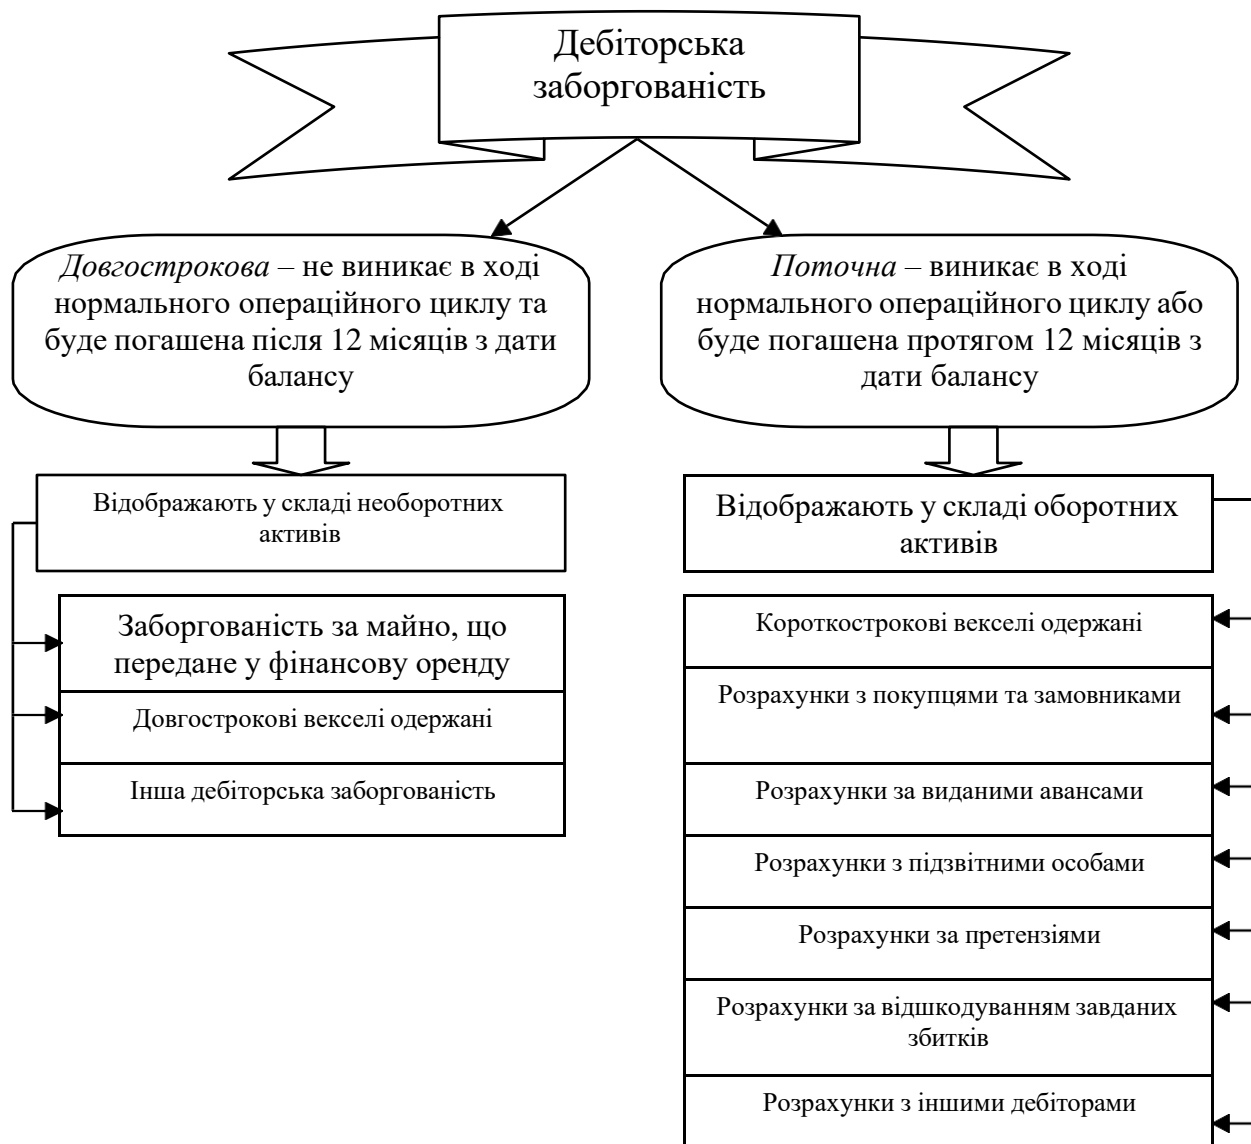 Дебіторська
заборгованість
Довгострокова – не виникає в ході
нормального операційного циклу та
буде погашена після 12 місяців з дати
балансу
Поточна – виникає в ході
нормального операційного циклу або
буде погашена протягом 12 місяців з
дати балансу
Відображають у складі необоротних
активів
Заборгованість за майно, що
передане у фінансову оренду
Довгострокові векселі одержані
Інша дебіторська заборгованість
Відображають у складі оборотних
активів
Короткострокові векселі одержані
Розрахунки з покупцями та замовниками
Розрахунки за виданими авансами
Розрахунки з підзвітними особами
Розрахунки за претензіями
Розрахунки за відшкодуванням завданих
збитків
Розрахунки з іншими дебіторами